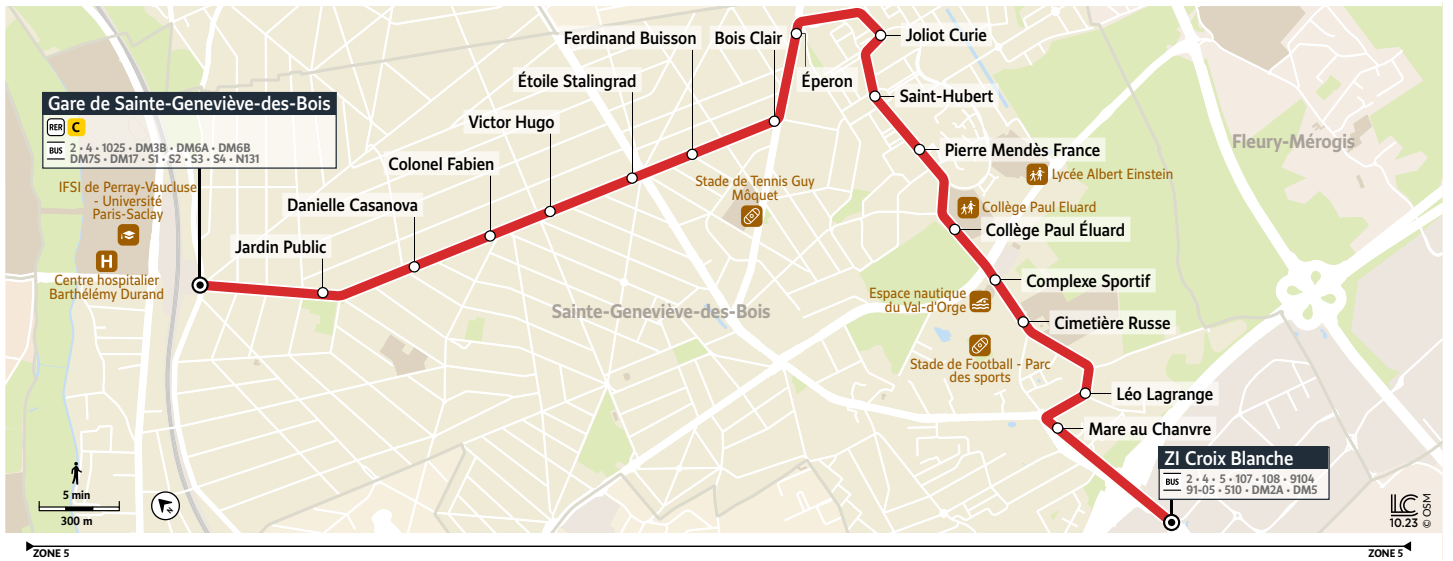 Gare de Sainte-Geneviève-des-Bois
RER C
BUS 2 • 4 • 1025 • DM3B • DM6A • DM6B
DM7S • DM17 • S1 • S2 • S3 • S4 • N131
IFSI de Perray-Vaucluse
- Université
Paris-Saclay
H
Centre hospitalier
Barthélémy Durand
Jardin Public
Danielle Casanova
Colonel Fabien
Victor Hugo
Étoile Stalingrad
Ferdinand Buisson
Bois Clair
Éperon
Joliot Curie
Saint-Hubert
Pierre Mendès France
Lycée Albert Einstein
Collège Paul Eluard
Collège Paul Éluard
Complexe Sportif
Cimetière Russe
Léo Lagrange
Mare au Chanvre
Stade de Tennis Guy
Môquet
Espace nautique
du Val-d'Orge
Stade de Football - Parc
des sports
Sainte-Geneviève-des-Bois
Fleury-Mérogis
ZI Croix Blanche
BUS 2 • 4 • 5 • 107 • 108 • 9104
91-05 • 510 • DM2A • DM5
5 min
300 m
N
LC
10.23 © OSM
ZONE 5
ZONE 5